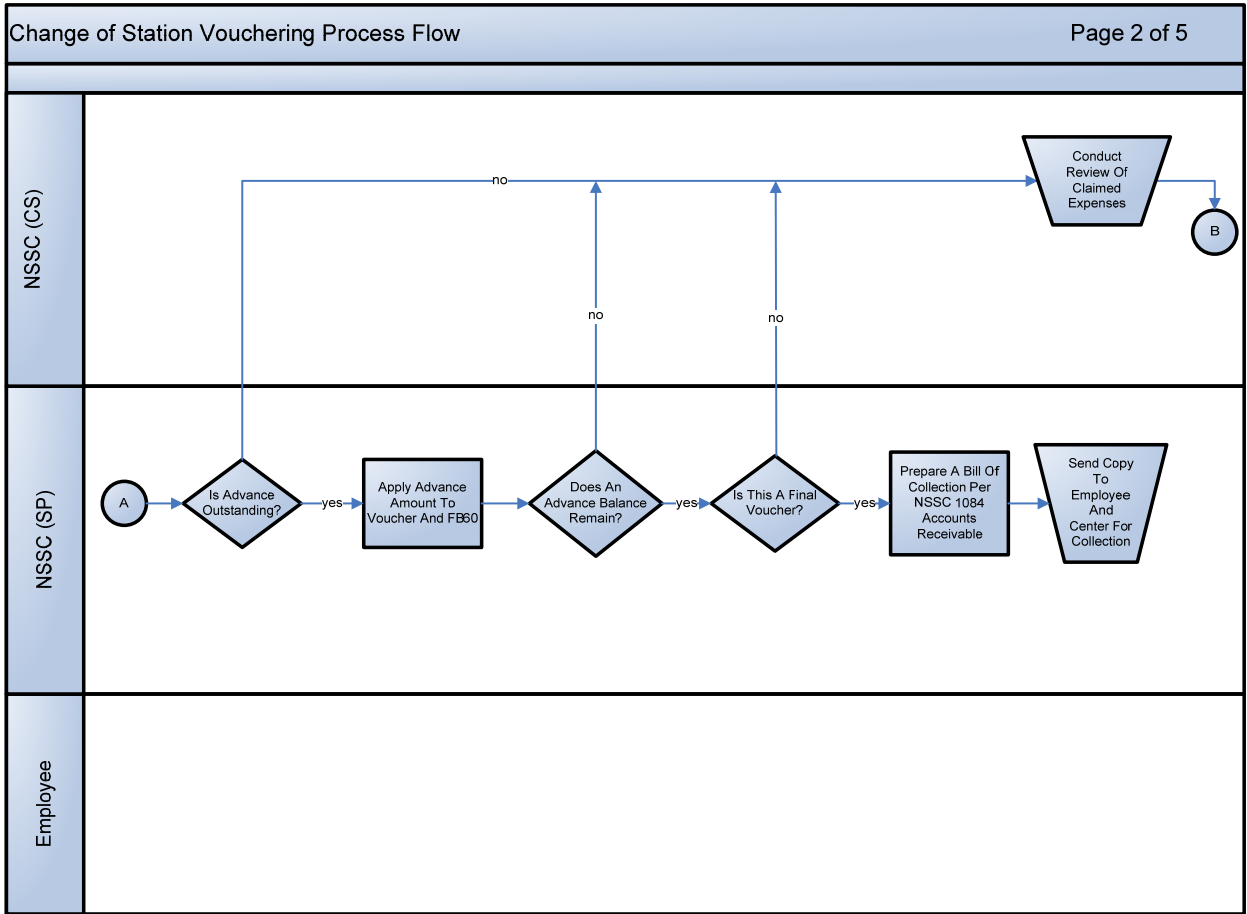 Change of Station Vouchering Process Flow
Page 2 of 5
NSSC (CS)
no
Conduct
Review Of
Claimed
Expenses
B
no
no
NSSC (SP)
A
Is Advance
Outstanding?
yes
Apply Advance
Amount To
Voucher And FB60
Does An
Advance Balance
Remain?
yes
Is This A Final
Voucher?
yes
Prepare A Bill Of
Collection Per
NSSC 1084
Accounts
Receivable
Send Copy
To
Employee
And
Center For
Collection
Employee